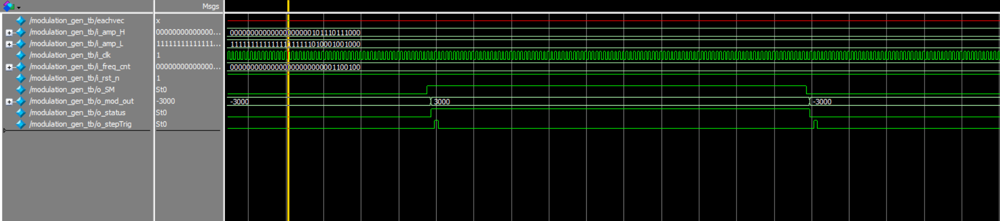 Msgs
/modulation_gen_tb/eachvec x
/modulation_gen_tb/i_amp_H 00000000000000... 00000000000000000000101110111000
/modulation_gen_tb/i_amp_L 11111111111111... 11111111111111111111010001001000
/modulation_gen_tb/i_clk 1
/modulation_gen_tb/i_freq_cnt 00000000000000... 00000000000000000000000001100100
/modulation_gen_tb/i_rst_n 1
/modulation_gen_tb/o_SM St0
/modulation_gen_tb/o_mod_out -3000 -3000 3000 -3000
/modulation_gen_tb/o_status St0
/modulation_gen_tb/o_stepTrig St0